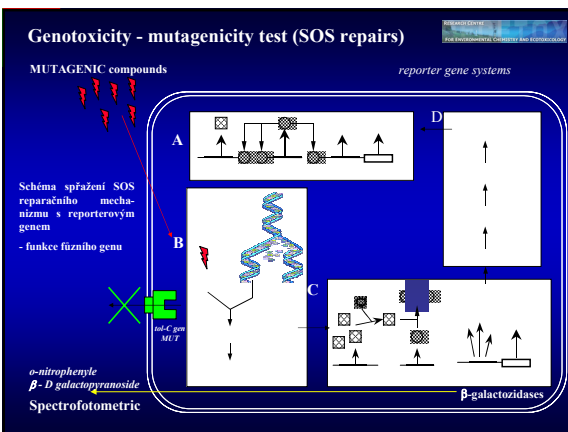 Genotoxicity - mutagenicity test (SOS repairs)
RESEARCH CENTRE
FOR ENVIRONMENTAL CHEMISTRY AND ECOTOXICOLOGY
MUTAGENIC compounds
reporter gene systems
D
A
Schéma spřažení SOS
reparačního mecha-
nizmu s reporterovým
genem
- funkce fúzního genu
B
C
tol-C gen
MUT
o-nitrophenyle
β - D galactopyranoside
β-galactozidases
Spectrofotometric